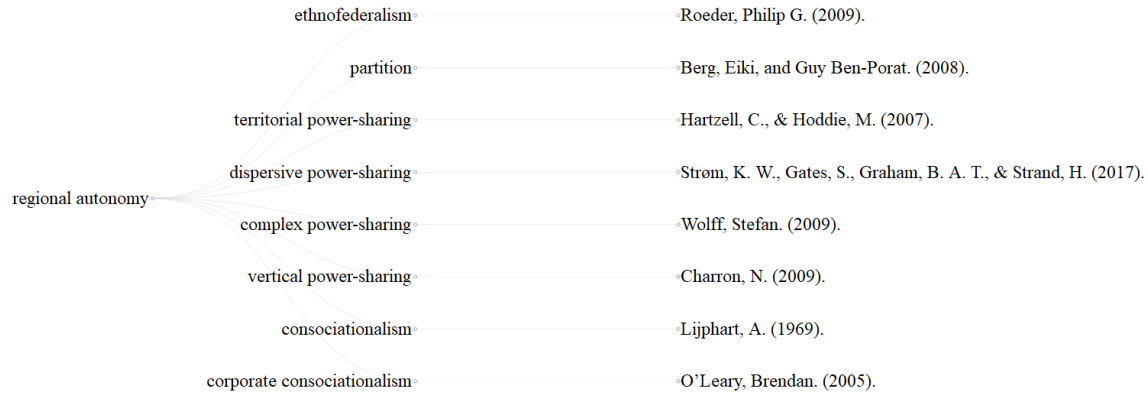 ethnofederalism Roeder, Philip G. (2009).
partition Berg, Eiki, and Guy Ben-Porat. (2008).
territorial power-sharing Hartzell, C., & Hoddie, M. (2007).
dispersive power-sharing Strøm, K. W., Gates, S., Graham, B. A. T., & Strand, H. (2017).
regional autonomy
complex power-sharing Wolff, Stefan. (2009).
vertical power-sharing Charron, N. (2009).
consociationalism Lijphart, A. (1969).
corporate consociationalism O’Leary, Brendan. (2005).